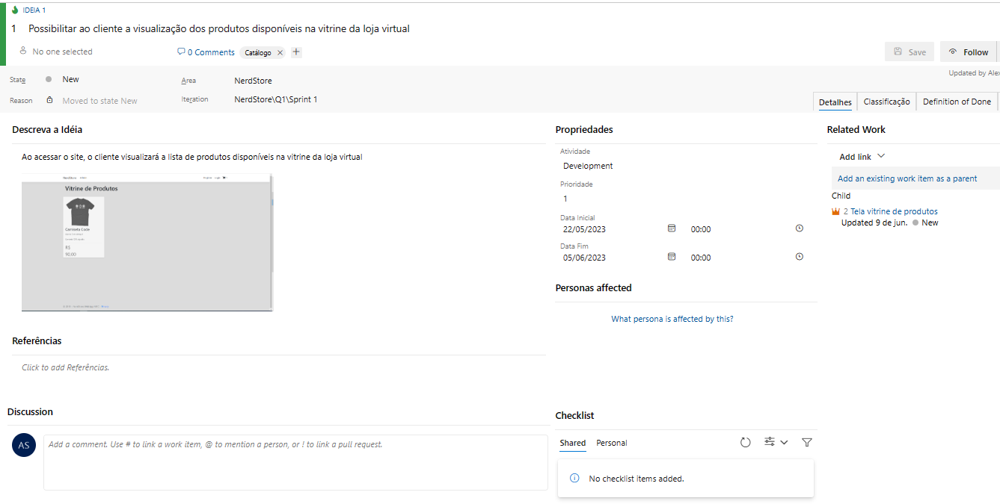 IDEIA 1
1 Possibilitar ao cliente a visualização dos produtos disponíveis na vitrine da loja virtual
No one selected
0 Comments
Catálogo
Save
Follow
State New
Area NerdStore
Updated by Alex
Reason Moved to state New
Iteration NerdStore\Q1\Sprint 1
Detalhes
Classificação
Definition of Done
Descreva a Idéia
Ao acessar o site, o cliente visualizará a lista de produtos disponíveis na vitrine da loja virtual
Vitrine de Produtos
Camiseta Code
R$
90,00
Referências
Click to add Referências.
Propriedades
Atividade
Development
Prioridade
1
Data Inicial
22/05/2023 00:00
Data Fim
05/06/2023 00:00
Personas affected
What persona is affected by this?
Related Work
Add link
Add an existing work item as a parent
Child
2 Tela vitrine de produtos
Updated 9 de jun. New
Discussion
AS
Add a comment. Use # to link a work item, @ to mention a person, or ! to link a pull request.
Checklist
Shared
Personal
No checklist items added.